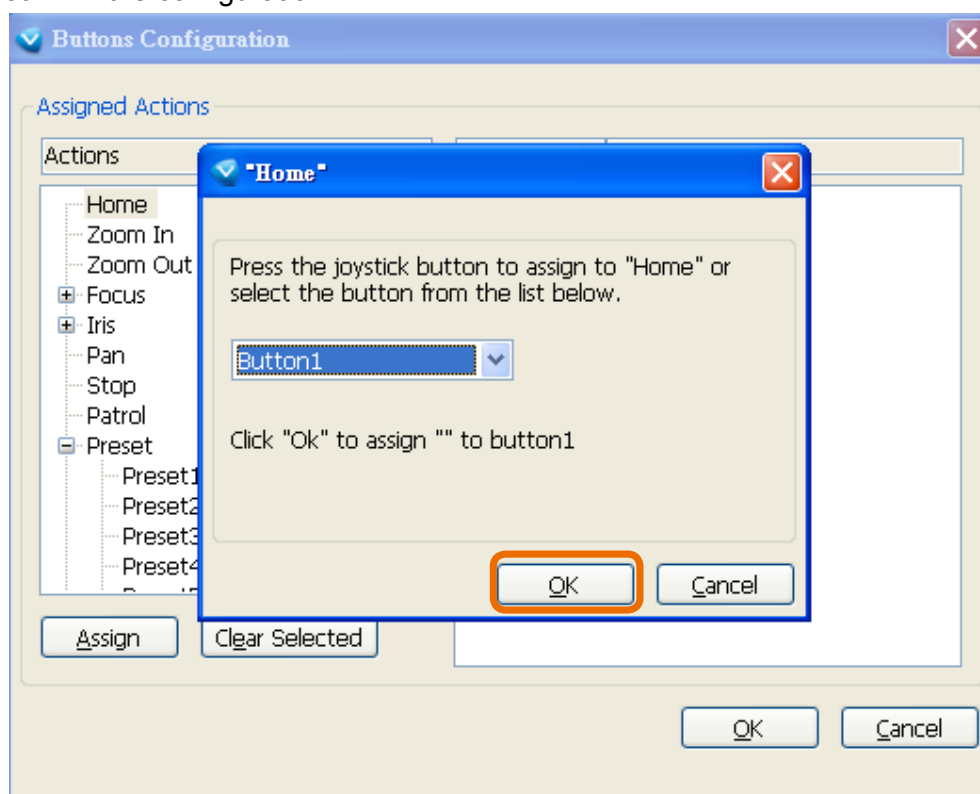 Buttons Configuration
Assigned Actions
Actions
Home
Zoom In
Zoom Out
Focus
Iris
Pan
Stop
Patrol
Preset
Preset1
Preset2
Preset3
Preset4
"Home"
Press the joystick button to assign to "Home" or
select the button from the list below.
Button1
Click "Ok" to assign "" to button1
OK
Cancel
Assign
Clear Selected
OK
Cancel